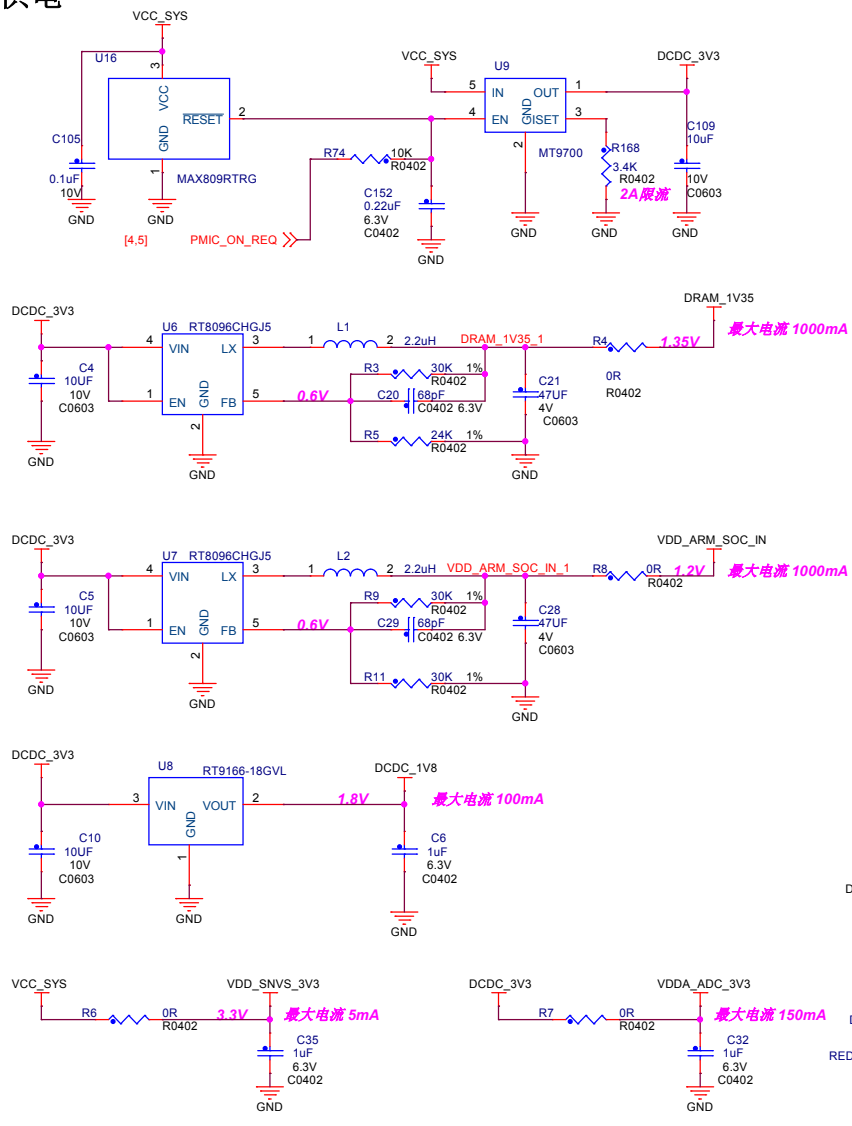 供电
VCC_SYS
U16
3
VCC
RESET
2
GND
1
MAX809RTRG
C105
0.1uF
10V
GND
GND
[4,5]
PMIC_ON_REQ
R74
10K
R0402
C152
0.22uF
6.3V
C0402
GND
VCC_SYS
U9
5
IN
OUT
1
4
EN
GND
GISET
3
2
MT9700
GND
R168
3.4K
R0402
2A限流
GND
DCDC_3V3
C109
10uF
10V
C0603
GND
DCDC_3V3
C4
10UF
10V
C0603
GND
U6 RT8096CHGJ5
4
VIN
LX
3
1
EN
GND
FB
5
2
GND
0.6V
L1
1
2
2.2uH
DRAM_1V35_1
R3
30K 1%
R0402
C20
68pF
C0402 6.3V
R5
24K 1%
R0402
C21
47UF
4V
C0603
GND
R4
0R
R0402
1.35V
DRAM_1V35
最大电流 1000mA
DCDC_3V3
C5
10UF
10V
C0603
GND
U7 RT8096CHGJ5
4
VIN
LX
3
1
EN
GND
FB
5
2
GND
0.6V
L2
1
2
2.2uH
VDD_ARM_SOC_IN_1
R9
30K 1%
R0402
C29
68pF
C0402 6.3V
R11
30K 1%
R0402
C28
47UF
4V
C0603
GND
R8
0R
R0402
1.2V
VDD_ARM_SOC_IN
最大电流 1000mA
DCDC_3V3
C10
10UF
10V
C0603
GND
U8
RT9166-18GVL
3
VIN
VOUT
2
GND
1
GND
1.8V
DCDC_1V8
最大电流 100mA
C6
1uF
6.3V
C0402
GND
D
VCC_SYS
R6
0R
R0402
3.3V
VDD_SNVS_3V3
最大电流 5mA
C35
1uF
6.3V
C0402
GND
DCDC_3V3
R7
0R
R0402
VDDA_ADC_3V3
最大电流 150mA
C32
1uF
6.3V
C0402
GND
RED